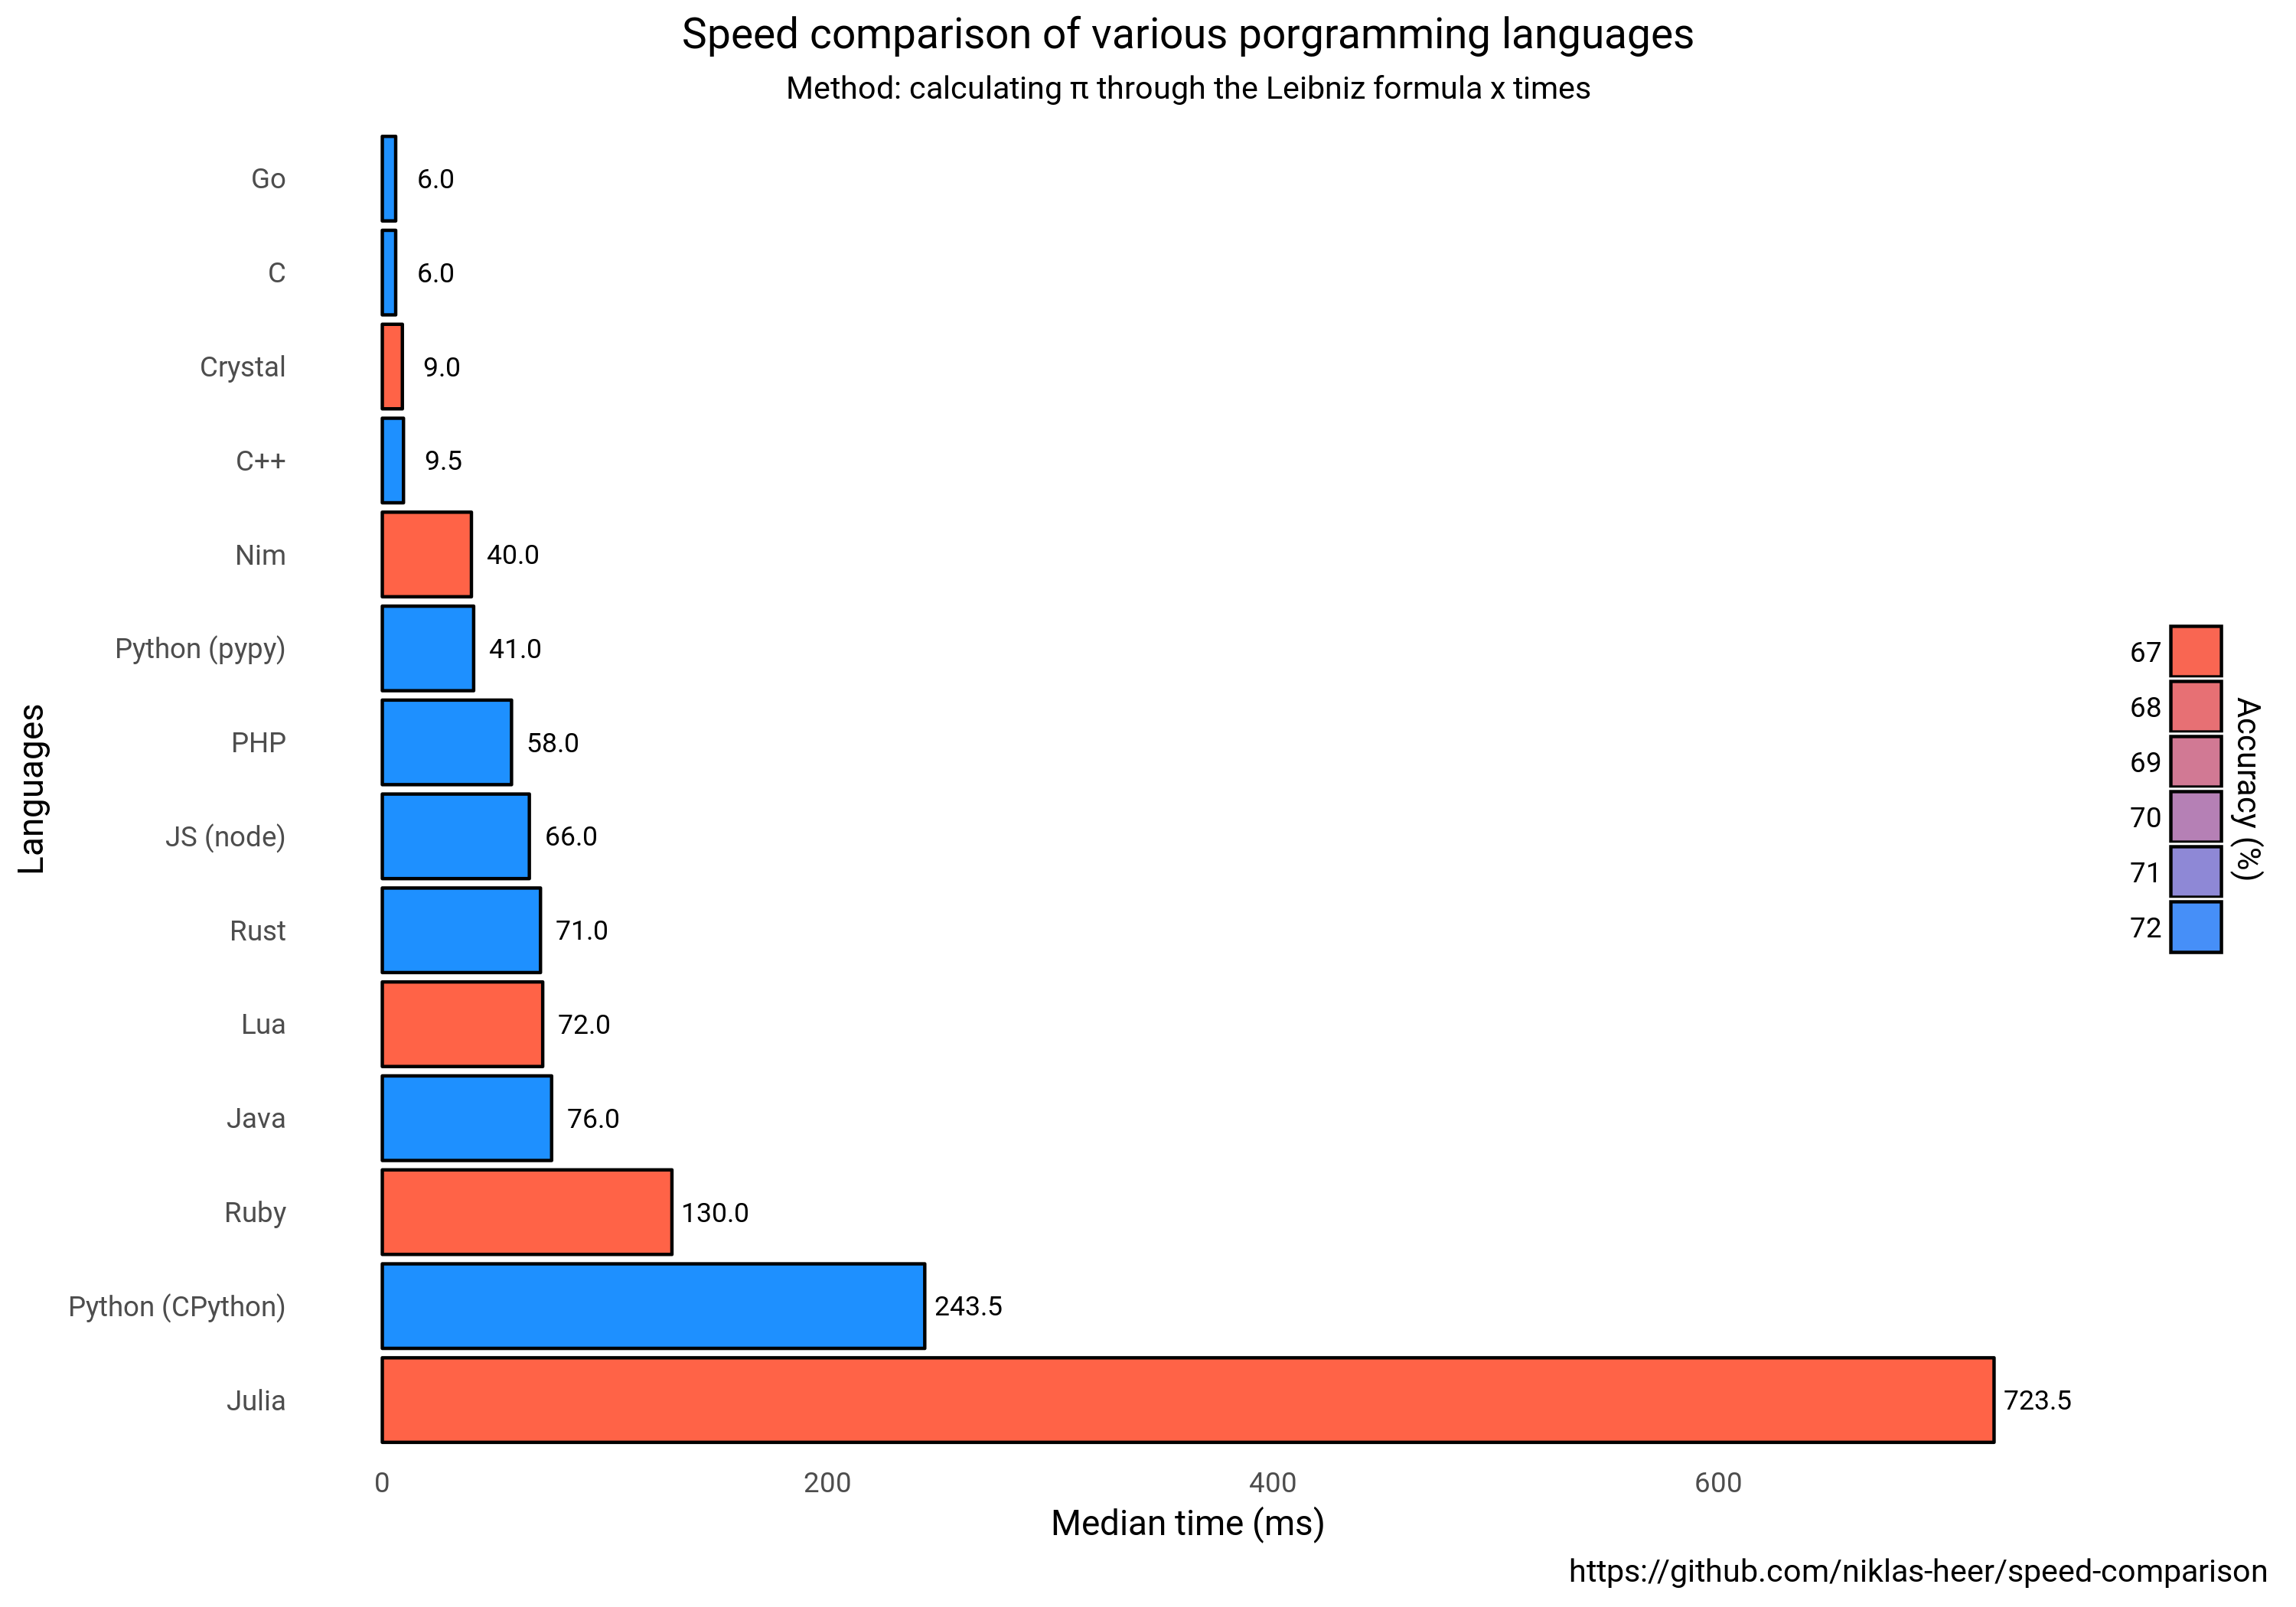 Speed comparison of various porgramming languages
Method: calculating π through the Leibniz formula x times
Languages
Go 6.0
C 6.0
Crystal 9.0
C++ 9.5
Nim 40.0
Python (pypy) 41.0
PHP 58.0
JS (node) 66.0
Rust 71.0
Lua 72.0
Java 76.0
Ruby 130.0
Python (CPython) 243.5
Julia 723.5
0 200 400 600
Median time (ms)
67
68
69
70
71
72
Accuracy (%)
https://github.com/niklas-heer/speed-comparison